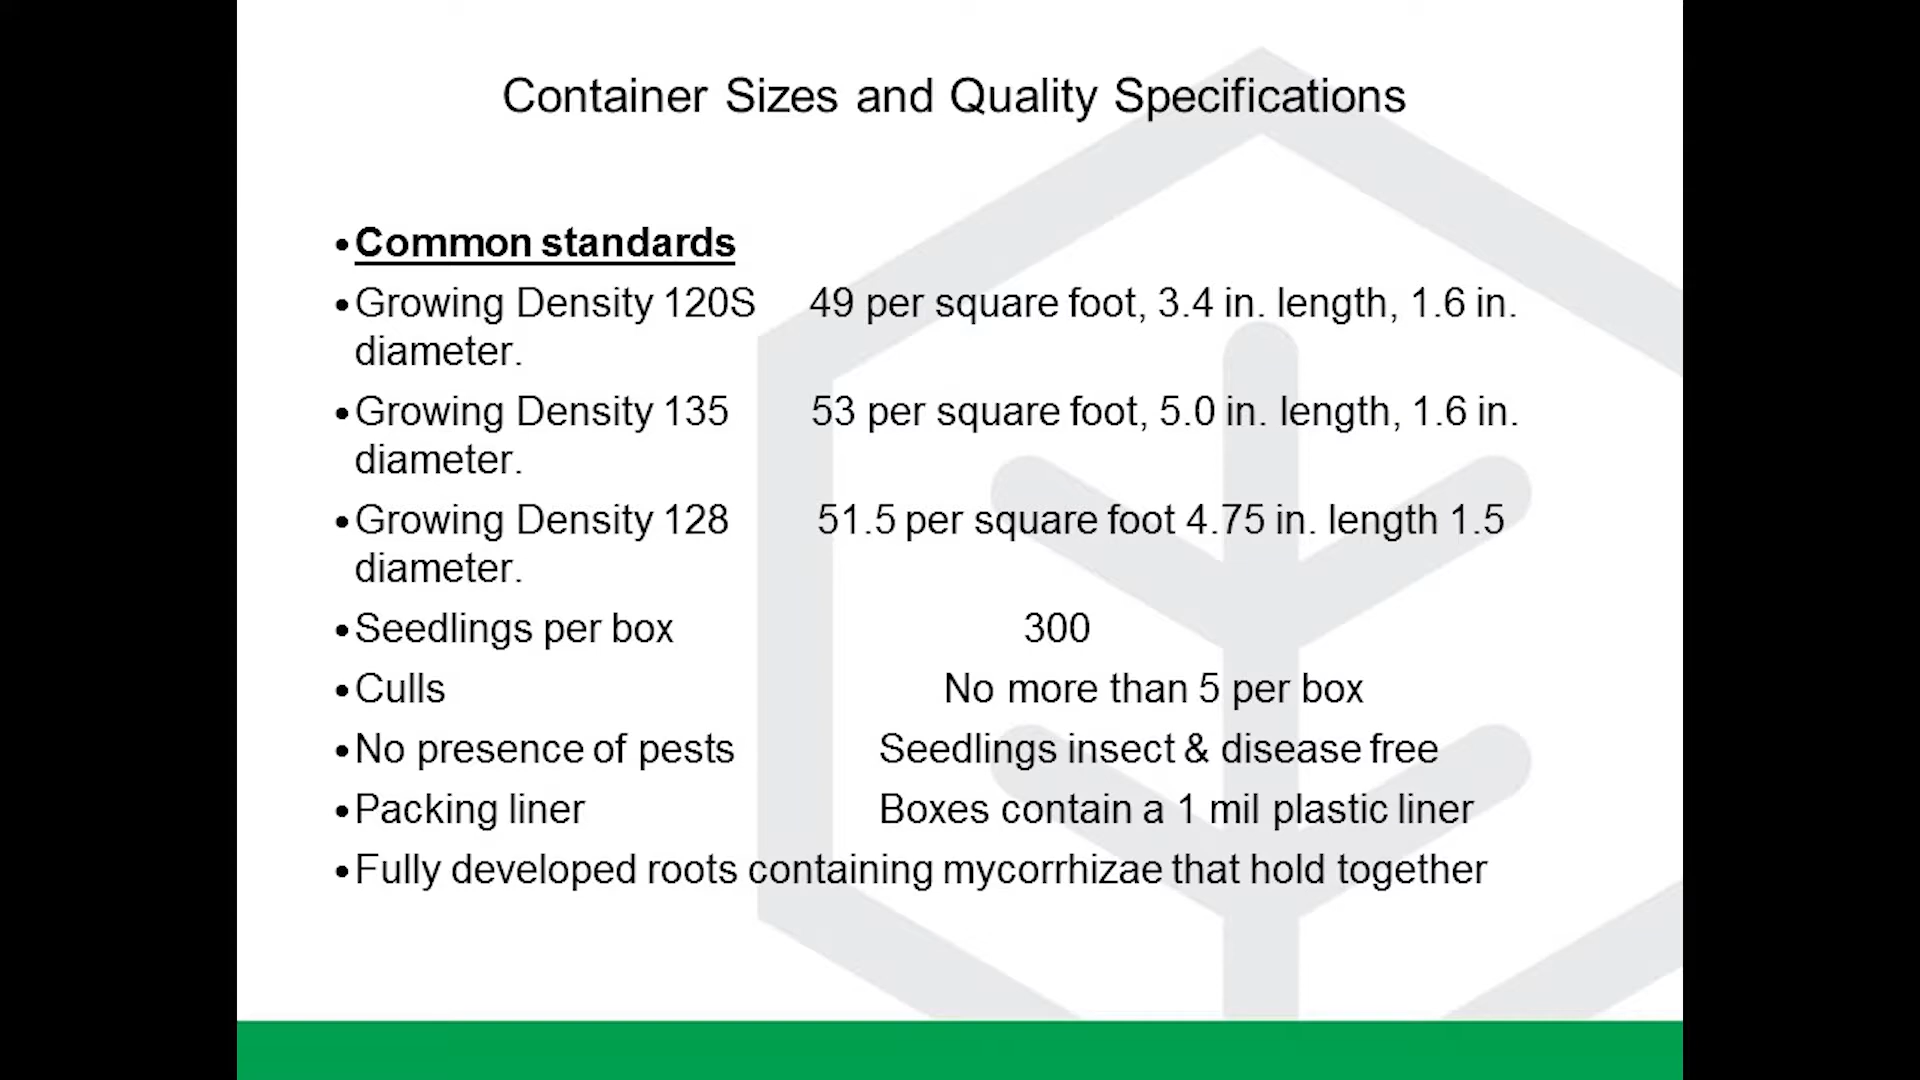 Container Sizes and Quality Specifications
•Common standards
•Growing Density 120S 49 per square foot, 3.4 in. length, 1.6 in.
diameter.
•Growing Density 135 53 per square foot, 5.0 in. length, 1.6 in.
diameter.
•Growing Density 128 51.5 per square foot 4.75 in. length 1.5
diameter.
•Seedlings per box 300
•Culls No more than 5 per box
•No presence of pests Seedlings insect & disease free
•Packing liner Boxes contain a 1 mil plastic liner
•Fully developed roots containing mycorrhizae that hold together